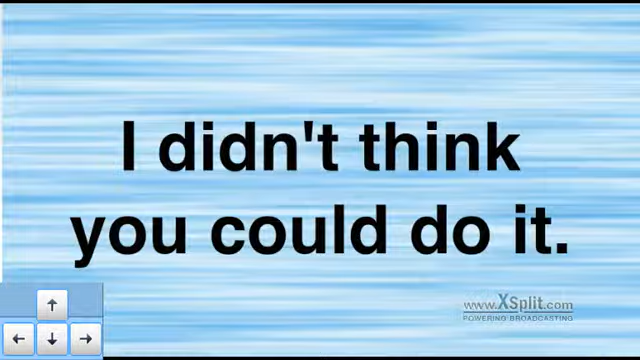 I didn't think
you could do it.
www.XSplit.com
POWERING BROADCASTING
↑
← ↓ →